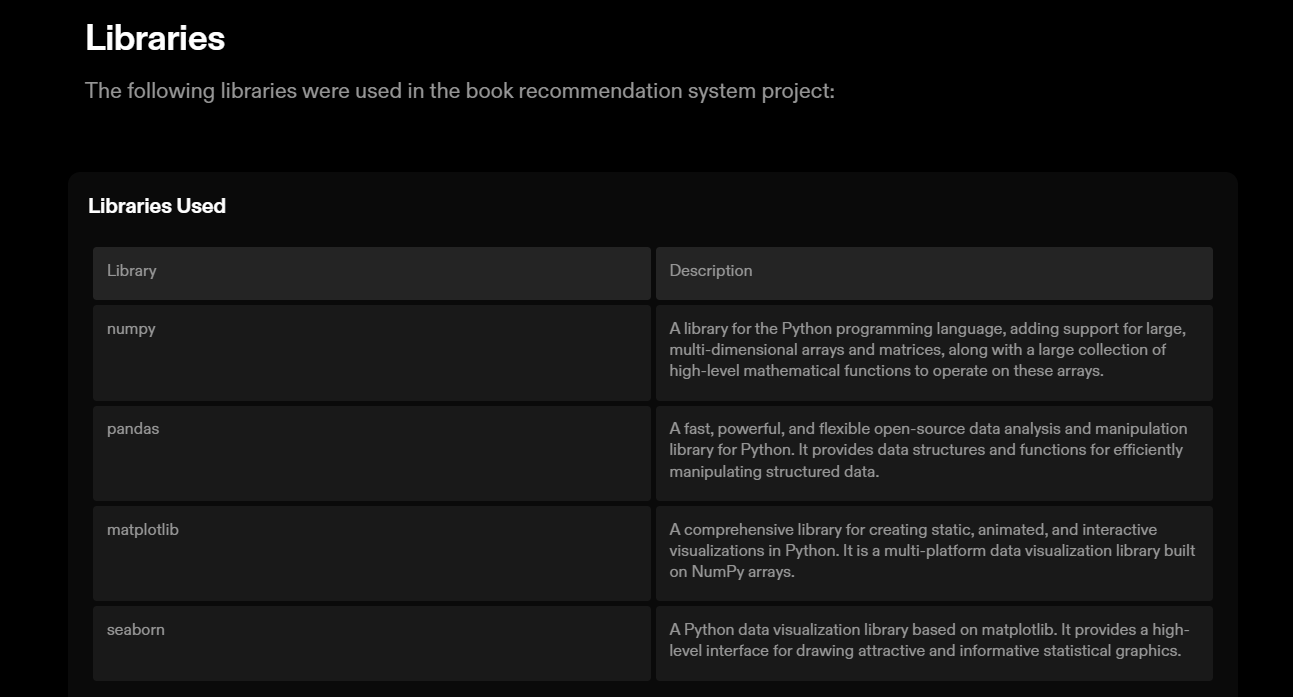 Libraries
The following libraries were used in the book recommendation system project:
Libraries Used
Library
Description
numpy
A library for the Python programming language, adding support for large,
multi-dimensional arrays and matrices, along with a large collection of
high-level mathematical functions to operate on these arrays.
pandas
A fast, powerful, and flexible open-source data analysis and manipulation
library for Python. It provides data structures and functions for efficiently
manipulating structured data.
matplotlib
A comprehensive library for creating static, animated, and interactive
visualizations in Python. It is a multi-platform data visualization library built
on NumPy arrays.
seaborn
A Python data visualization library based on matplotlib. It provides a high-
level interface for drawing attractive and informative statistical graphics.